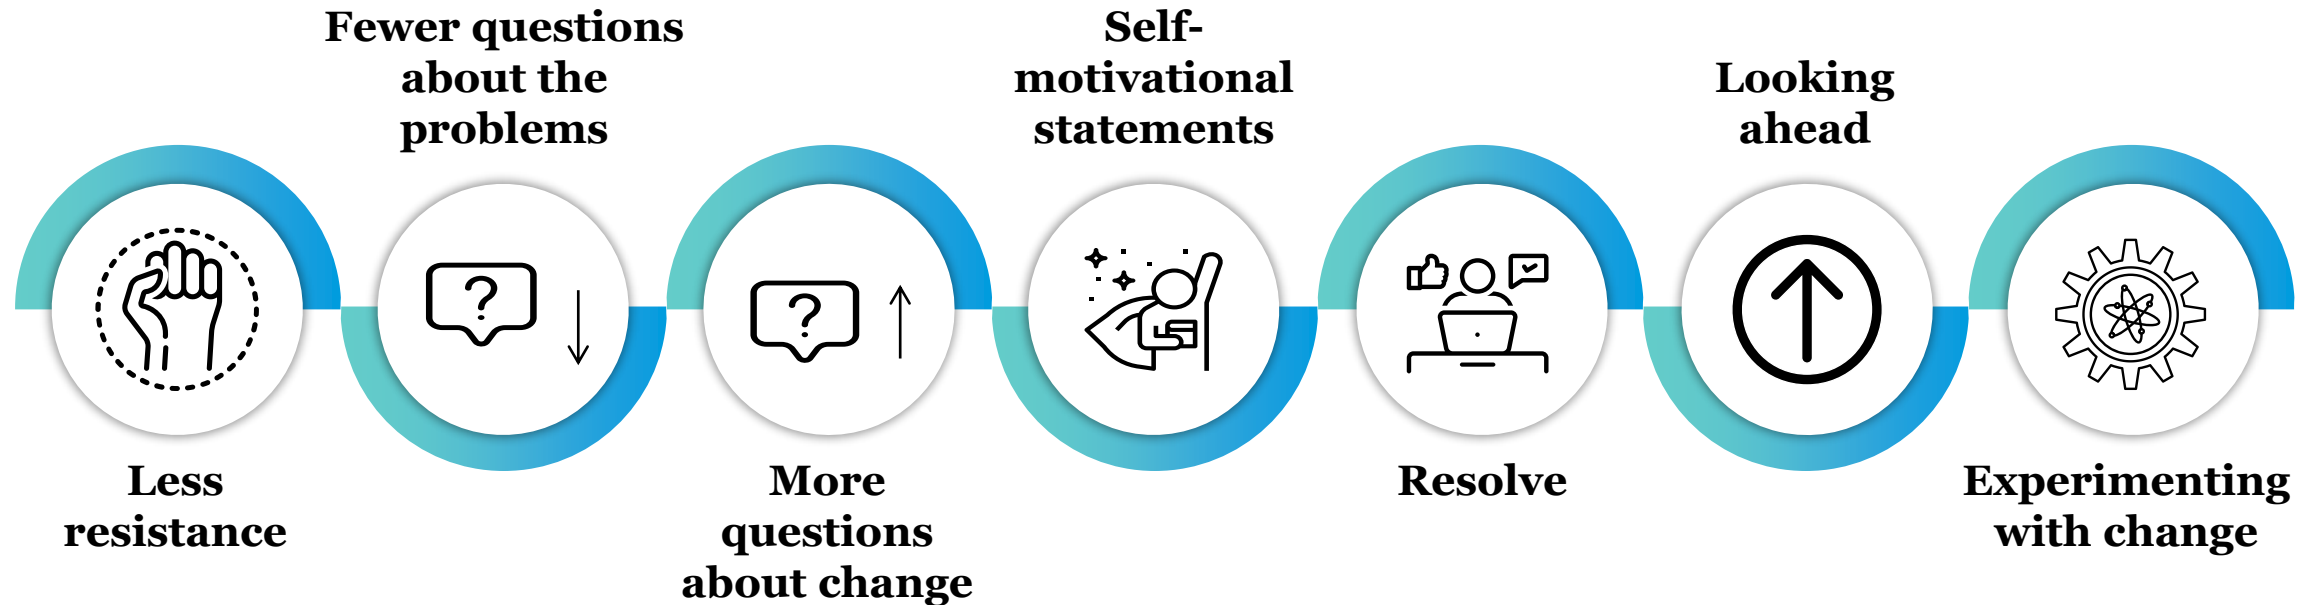 Less
resistance
Fewer questions
about the
problems
?
More
questions
about change
?
Self-
motivational
statements
Resolve
Looking
ahead
Experimenting
with change